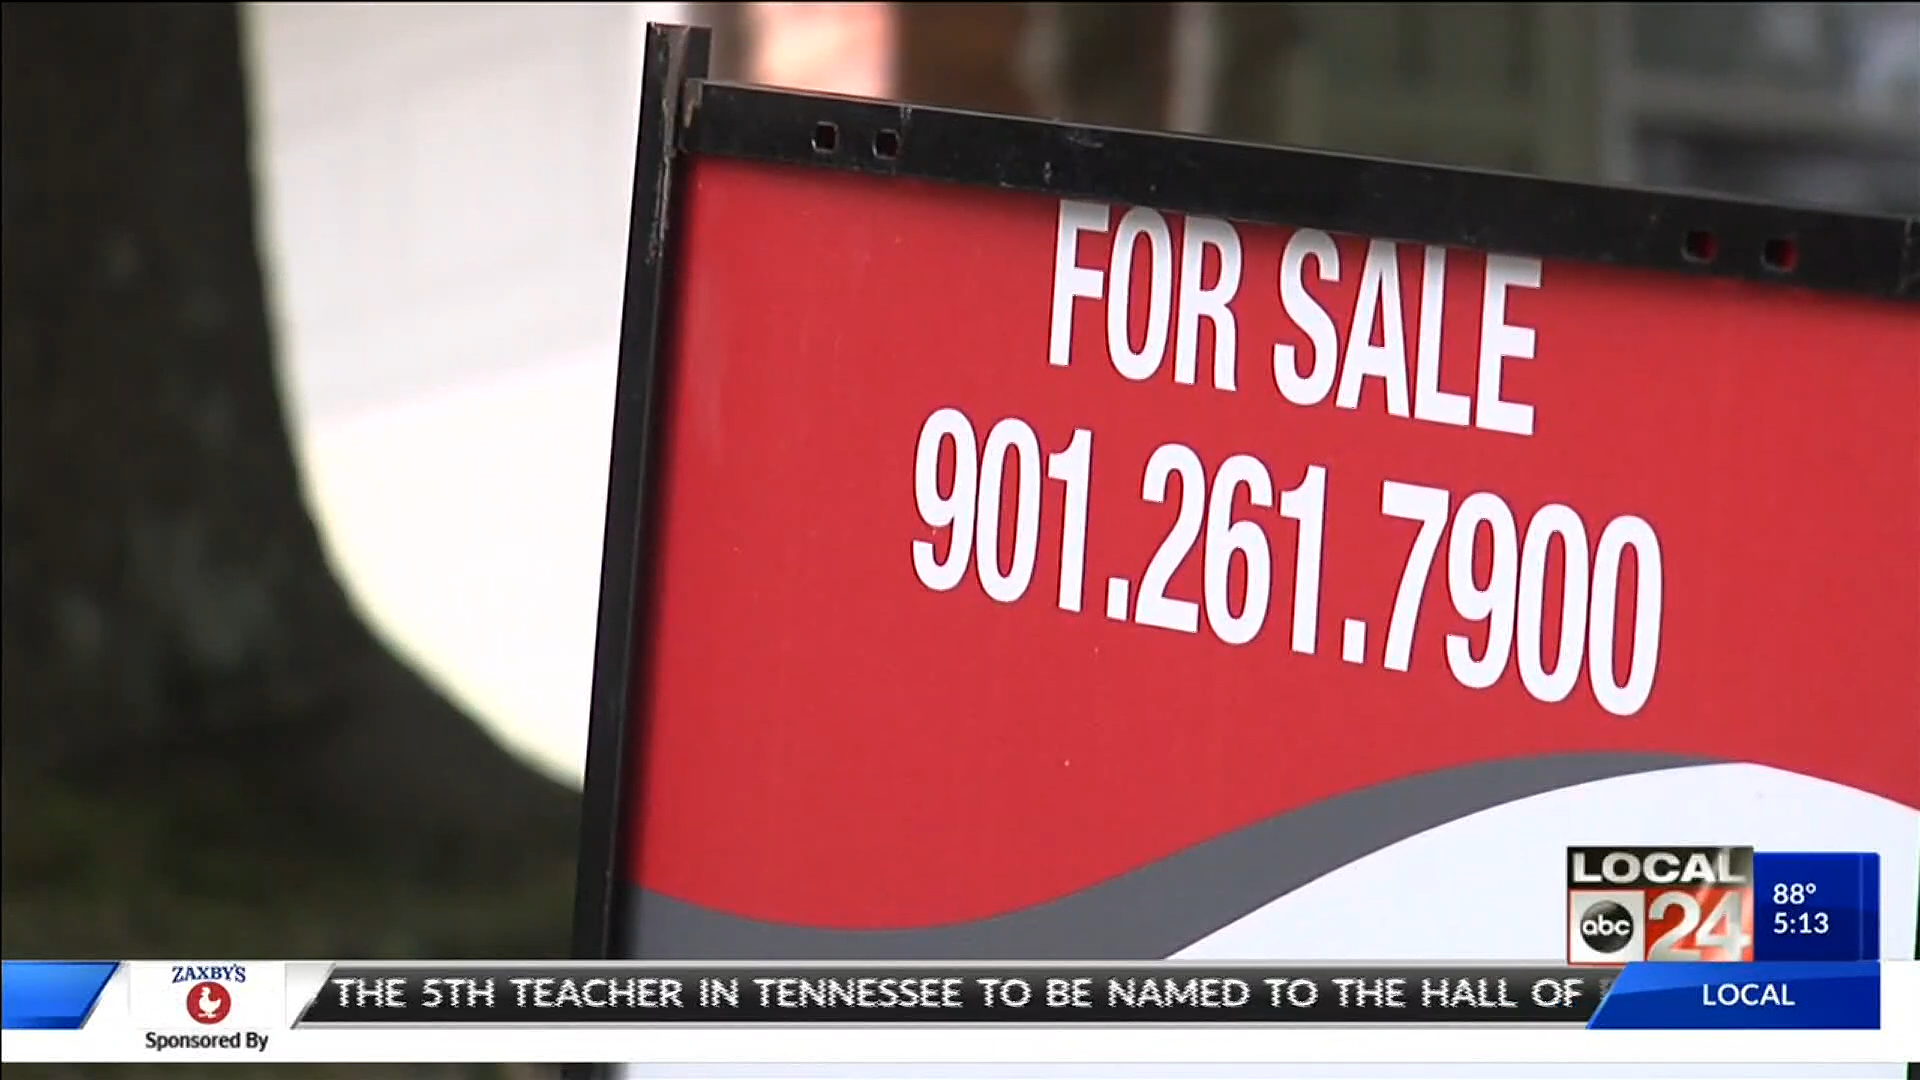 FOR SALE
901.261.7900
LOCAL
abc 24
88°
5:13
ZAXBY'S
Sponsored By
THE 5TH TEACHER IN TENNESSEE TO BE NAMED TO THE HALL OF
LOCAL